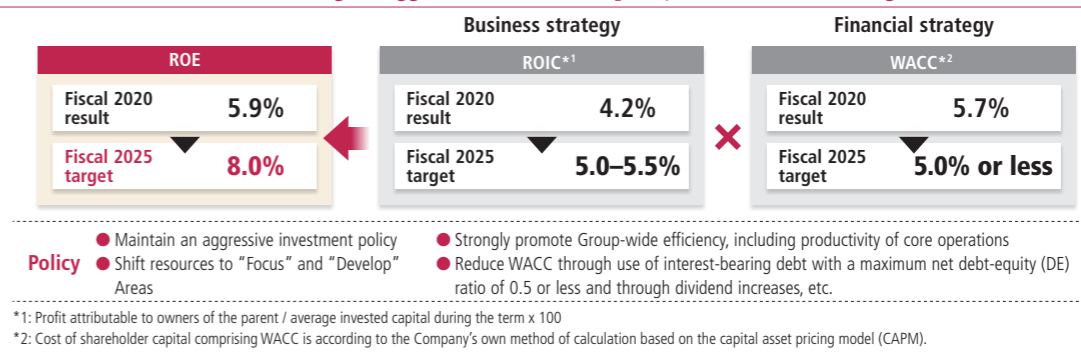 Business strategy
Financial strategy
ROE
ROIC*1
WACC*2
Fiscal 2020
result
5.9%
Fiscal 2025
target
8.0%
Fiscal 2020
result
4.2%
Fiscal 2025
target
5.0–5.5%
×
Fiscal 2020
result
5.7%
Fiscal 2025
target
5.0% or less
Policy
● Maintain an aggressive investment policy
● Shift resources to “Focus” and “Develop”
Areas
● Strongly promote Group-wide efficiency, including productivity of core operations
● Reduce WACC through use of interest-bearing debt with a maximum net debt-equity (DE)
ratio of 0.5 or less and through dividend increases, etc.
*1: Profit attributable to owners of the parent / average invested capital during the term x 100
*2: Cost of shareholder capital comprising WACC is according to the Company’s own method of calculation based on the capital asset pricing model (CAPM).